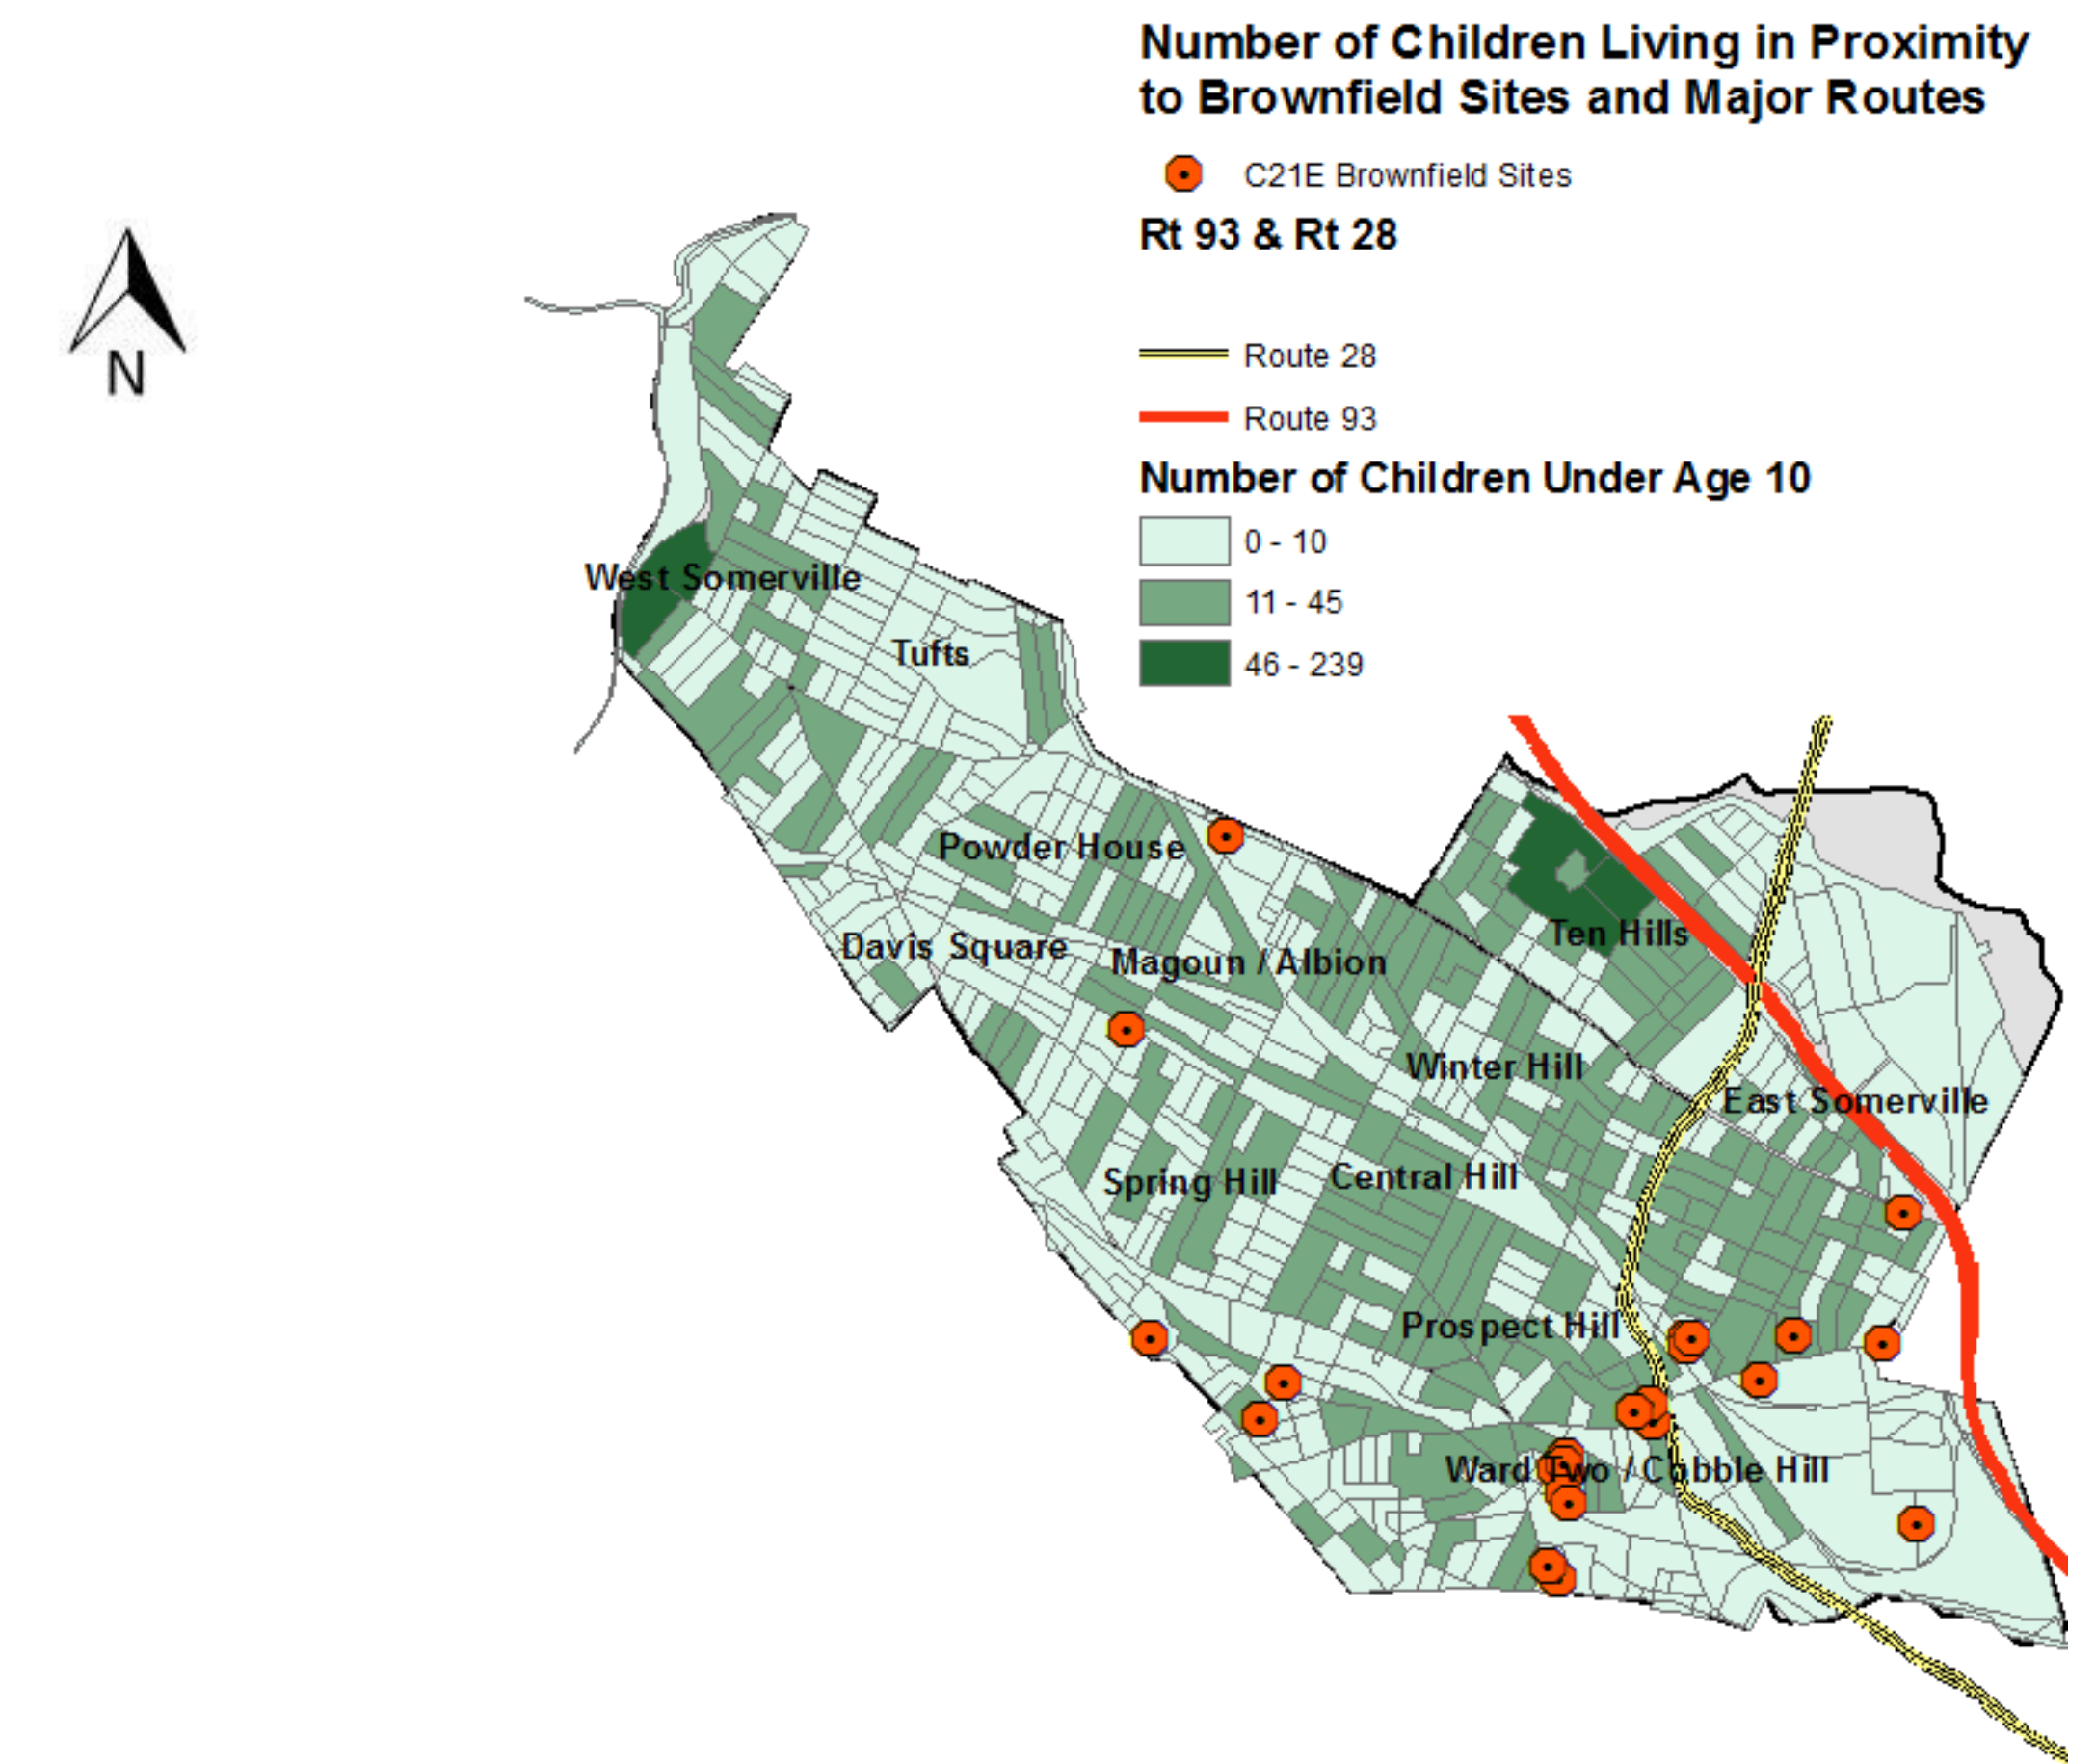 Number of Children Living in Proximity
to Brownfield Sites and Major Routes
C21E Brownfield Sites
Rt 93 & Rt 28
N
Route 28
Route 93
Number of Children Under Age 10
0 - 10
11 - 45
46 - 239
West Somerville
Tufts
Powder House
Davis Square
Magoun / Albion
Ten Hills
Winter Hill
East Somerville
Spring Hill
Central Hill
Prospect Hill
Ward Two / Cobble Hill